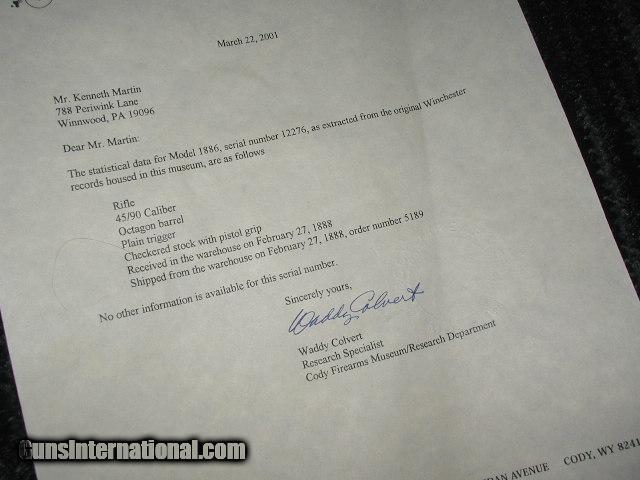 March 22, 2001
Mr. Kenneth Martin
788 Periwink Lane
Winnwood, PA 19096
Dear Mr. Martin:
The statistical data for Model 1886, serial number 12276, as extracted from the original Winchester
records housed in this museum, are as follows
Rifle
45/90 Caliber
Octagon barrel
Plain trigger
Checkered stock with pistol grip
Received in the warehouse on February 27, 1888
Shipped from the warehouse on February 27, 1888, order number 5189
No other information is available for this serial number.
Sincerely yours,
Waddy Colvert
Waddy Colvert
Research Specialist
Cody Firearms Museum/Research Department
AVENUE CODY, WY 8241
GunsInternational.com